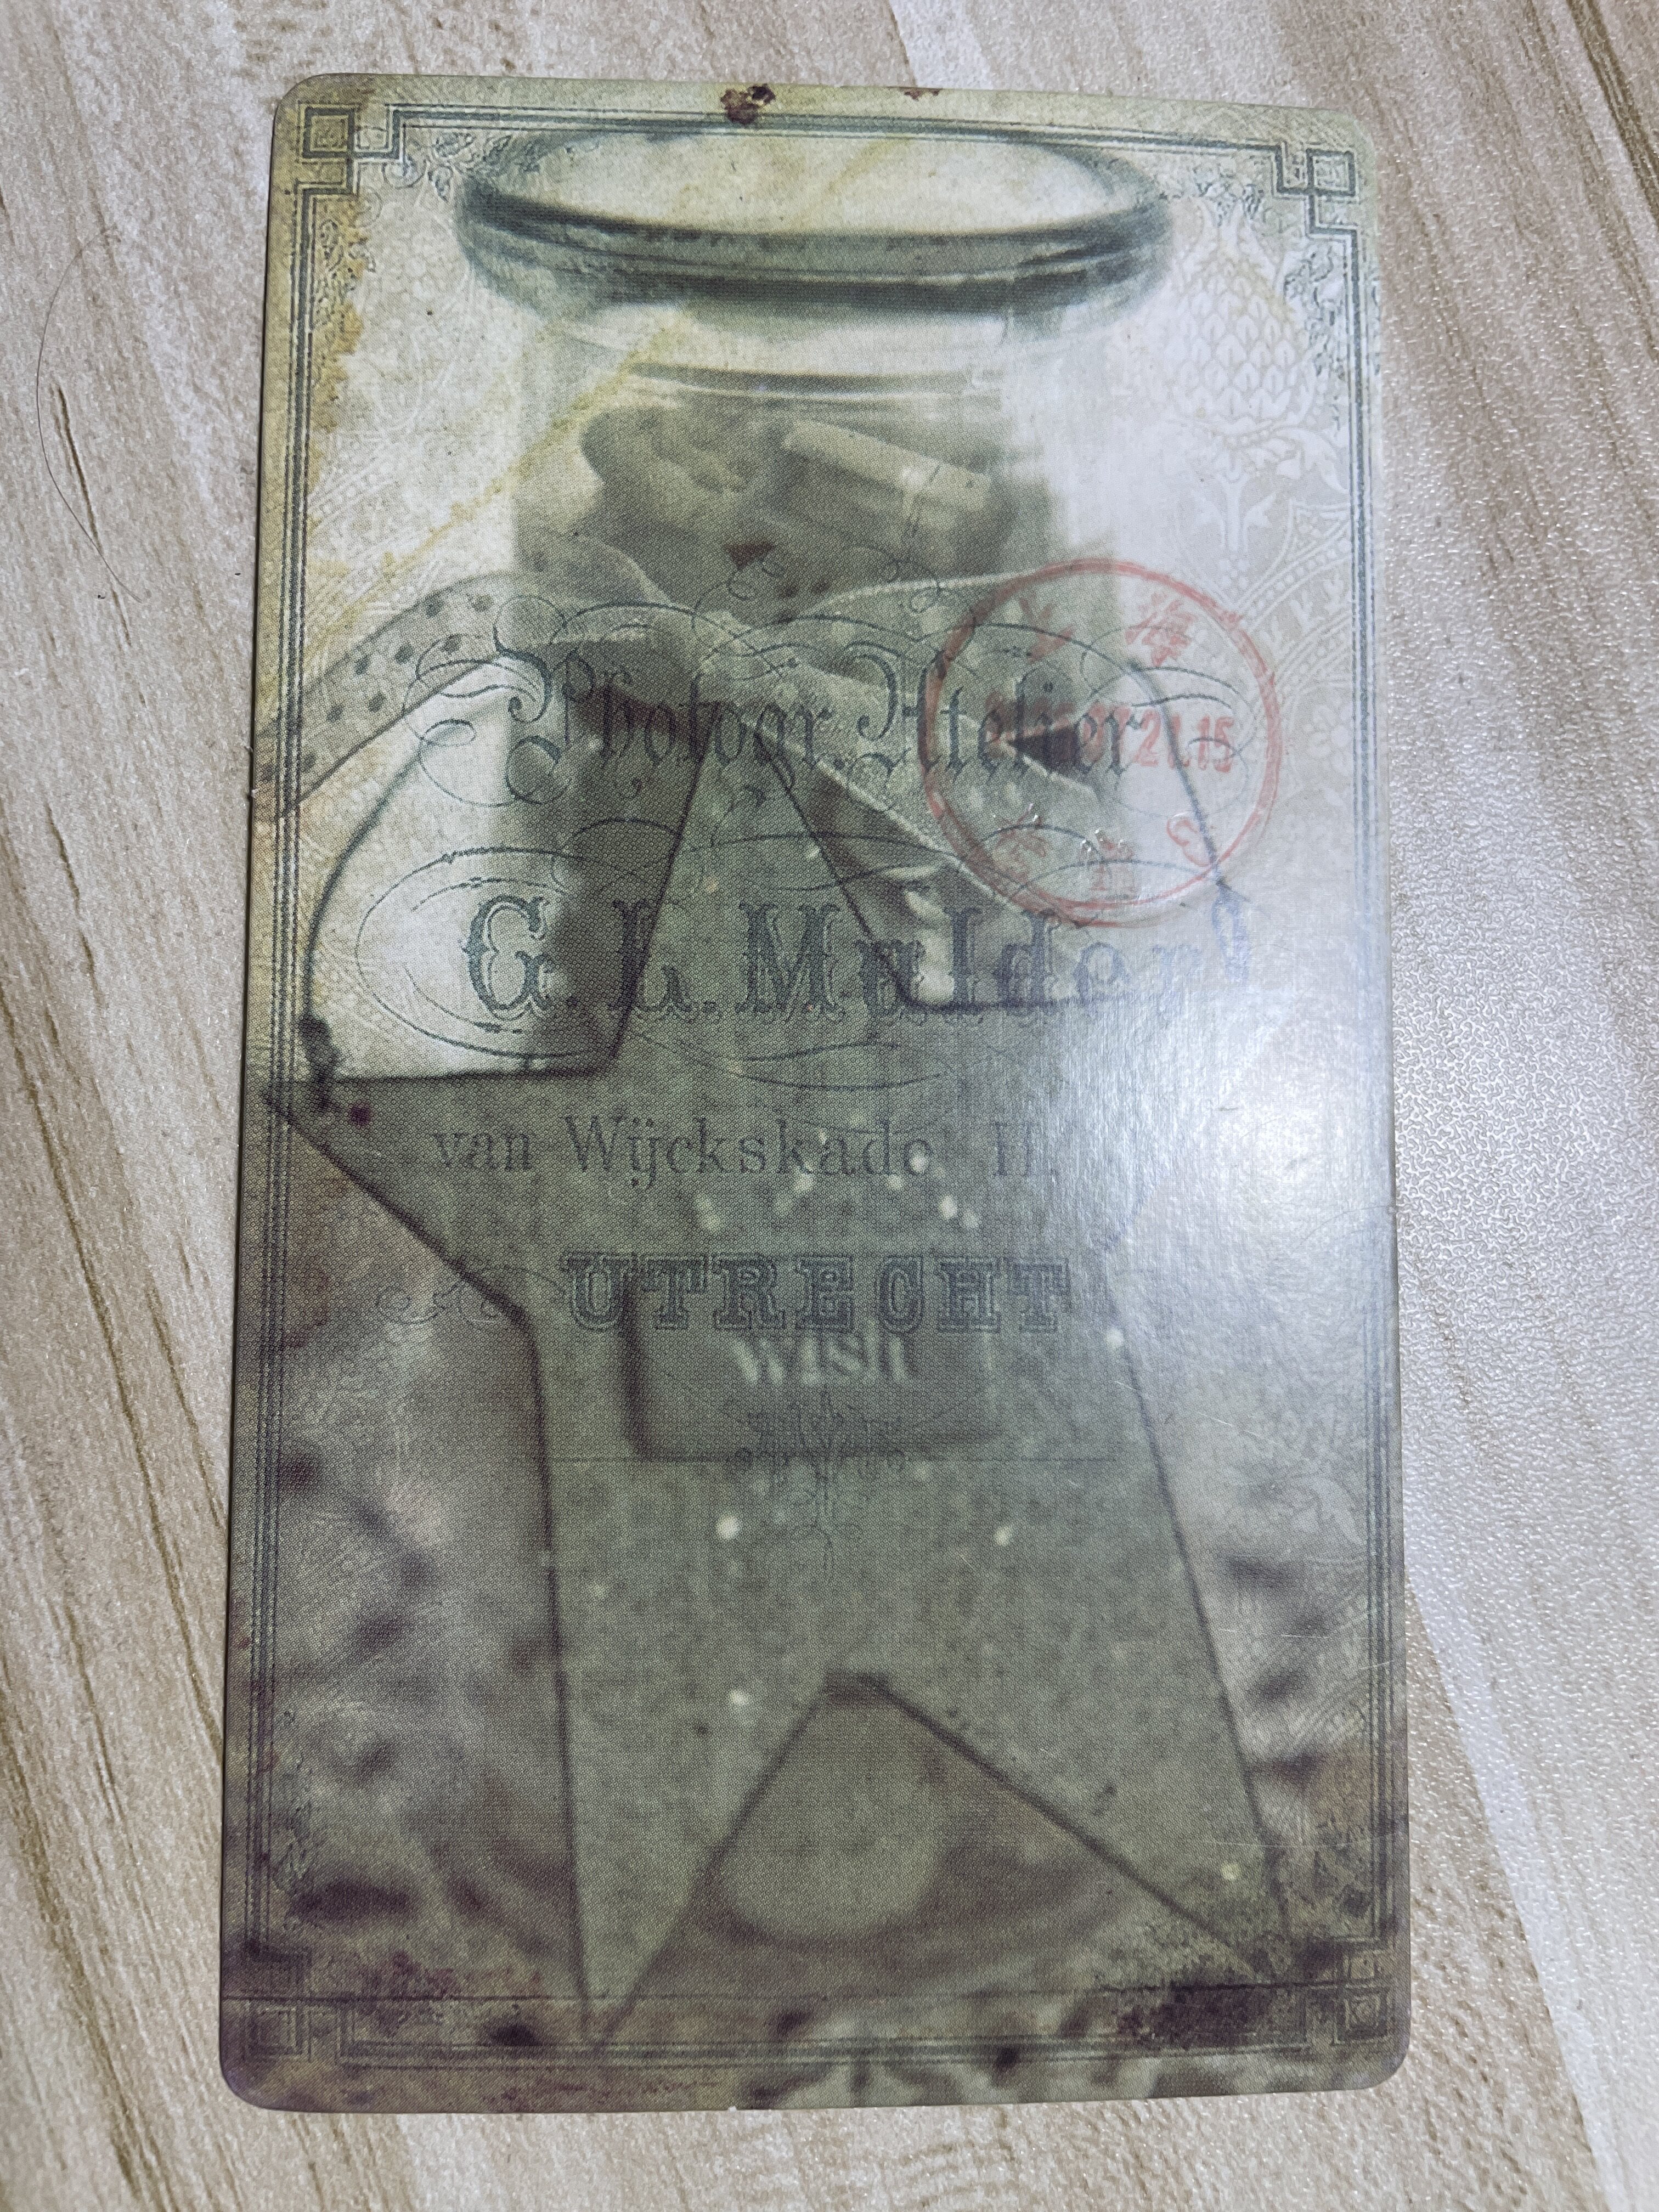 Photogr. Atelier
G. L. Mulder
van Wijckskade
UTRECHT
wish